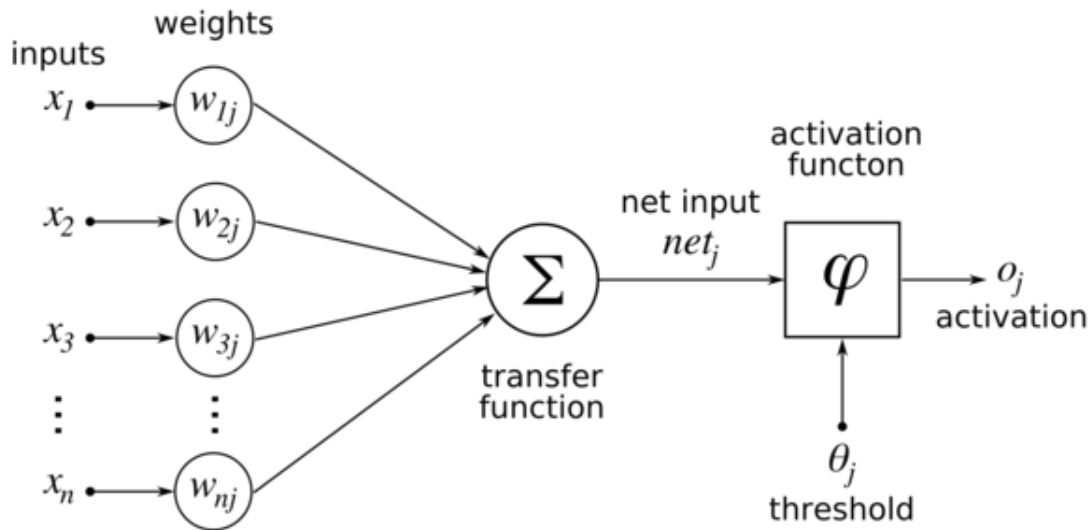 weights
inputs
x1 w1j
x2 w2j
x3 w3j
⋮ ⋮
xn wnj
Σ
transfer
function
net input
netj
activation
functon
φ
oj
activation
θj
threshold